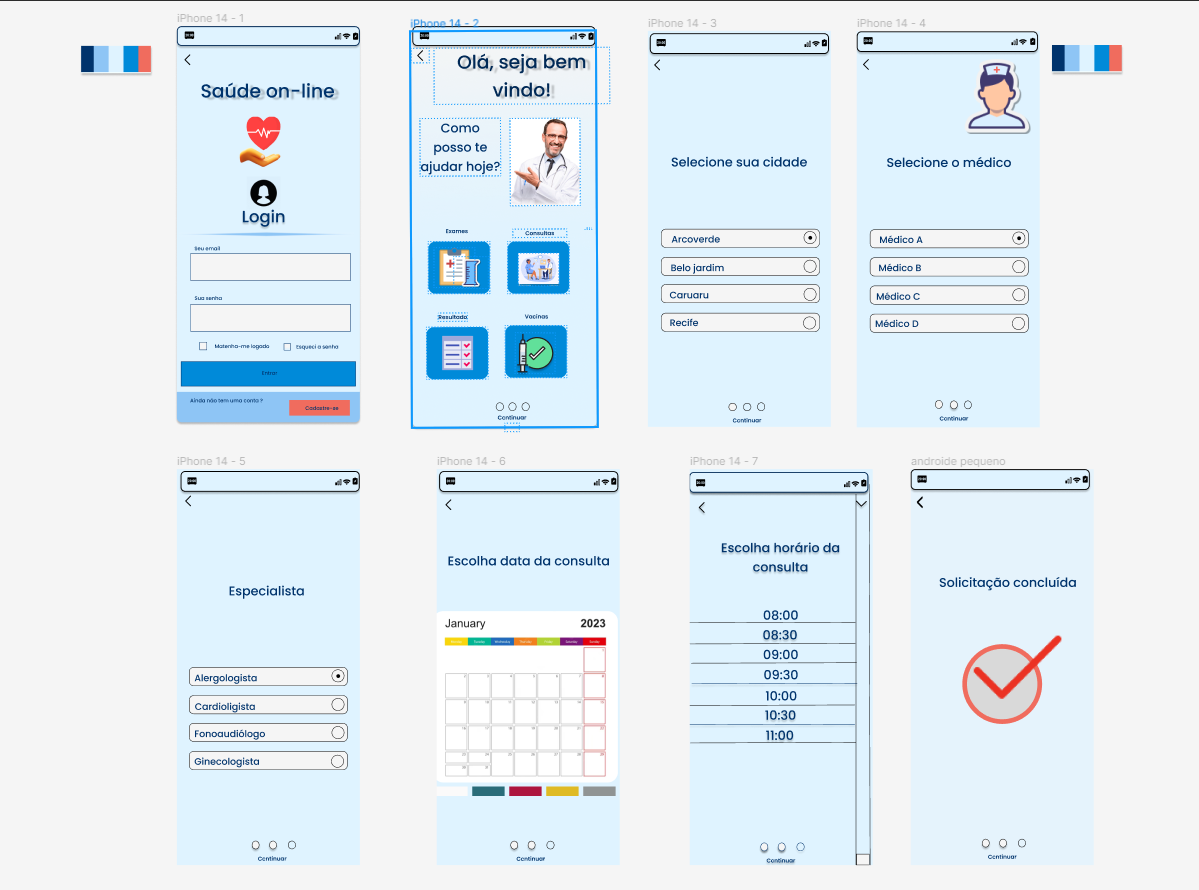 iPhone 14 - 1
Saúde on-line
Login
Seu email
Sua senha
Matenha-me logado
Esqueci a senha
Entrar
Ainda não tem uma conta ?
Cadastre-se
iPhone 14 - 2
Olá, seja bem
vindo!
Como
posso te
ajudar hoje?
Exames
Consultas
Resultado
Vacinas
Continuar
iPhone 14 - 3
Selecione sua cidade
Arcoverde
Belo jardim
Caruaru
Recife
Continuar
iPhone 14 - 4
Selecione o médico
Médico A
Médico B
Médico C
Médico D
Continuar
iPhone 14 - 5
Especialista
Alergologista
Cardioligista
Fonoaudiólogo
Ginecologista
Continuar
iPhone 14 - 6
Escolha data da consulta
January 2023
Continuar
iPhone 14 - 7
Escolha horário da
consulta
08:00
08:30
09:00
09:30
10:00
10:30
11:00
Continuar
androide pequeno
Solicitação concluída
Continuar